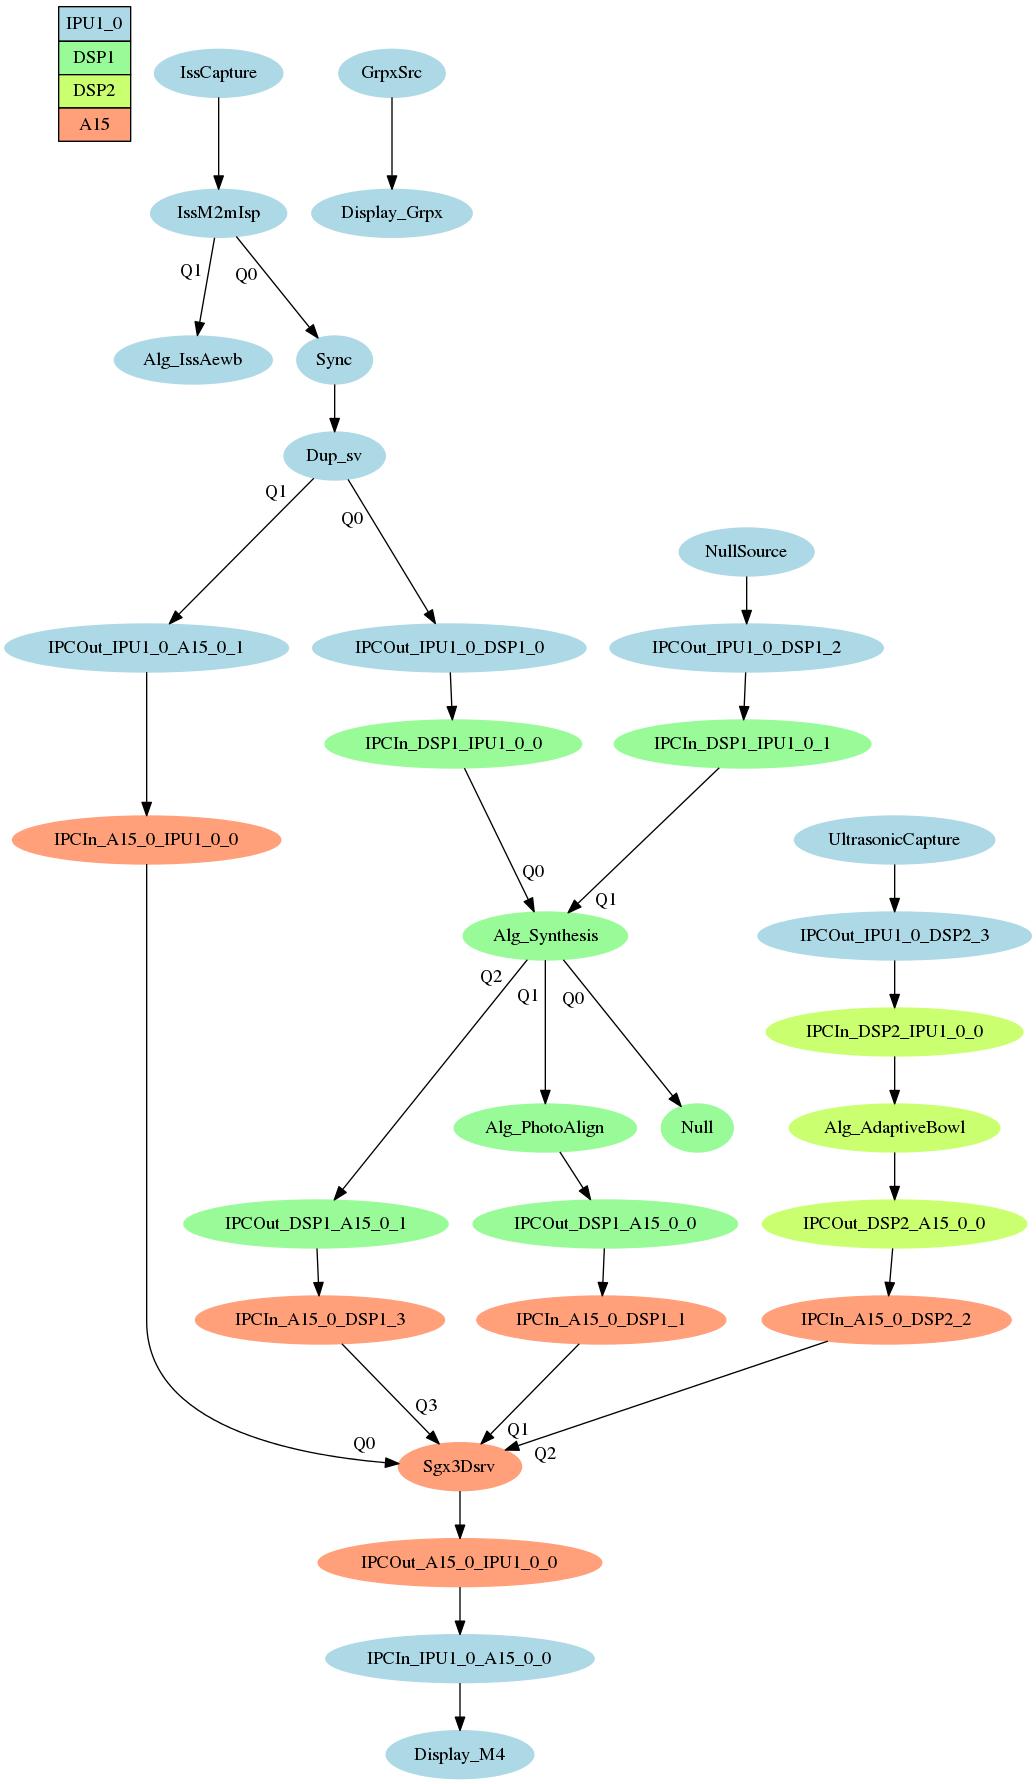 IPU1_0
DSP1
DSP2
A15
IssCapture
GrpxSrc
IssM2mIsp
Display_Grpx
Q1
Q0
Alg_IssAewb
Sync
Dup_sv
Q1
Q0
NullSource
IPCOut_IPU1_0_A15_0_1
IPCOut_IPU1_0_DSP1_0
IPCOut_IPU1_0_DSP1_2
IPCIn_DSP1_IPU1_0_0
IPCIn_DSP1_IPU1_0_1
IPCIn_A15_0_IPU1_0_0
UltrasonicCapture
Q0
Q1
Alg_Synthesis
IPCOut_IPU1_0_DSP2_3
Q2
Q1
Q0
IPCIn_DSP2_IPU1_0_0
Alg_PhotoAlign
Null
Alg_AdaptiveBowl
IPCOut_DSP1_A15_0_1
IPCOut_DSP1_A15_0_0
IPCOut_DSP2_A15_0_0
IPCIn_A15_0_DSP1_3
IPCIn_A15_0_DSP1_1
IPCIn_A15_0_DSP2_2
Q3
Q0
Q1
Q2
Sgx3Dsrv
IPCOut_A15_0_IPU1_0_0
IPCIn_IPU1_0_A15_0_0
Display_M4